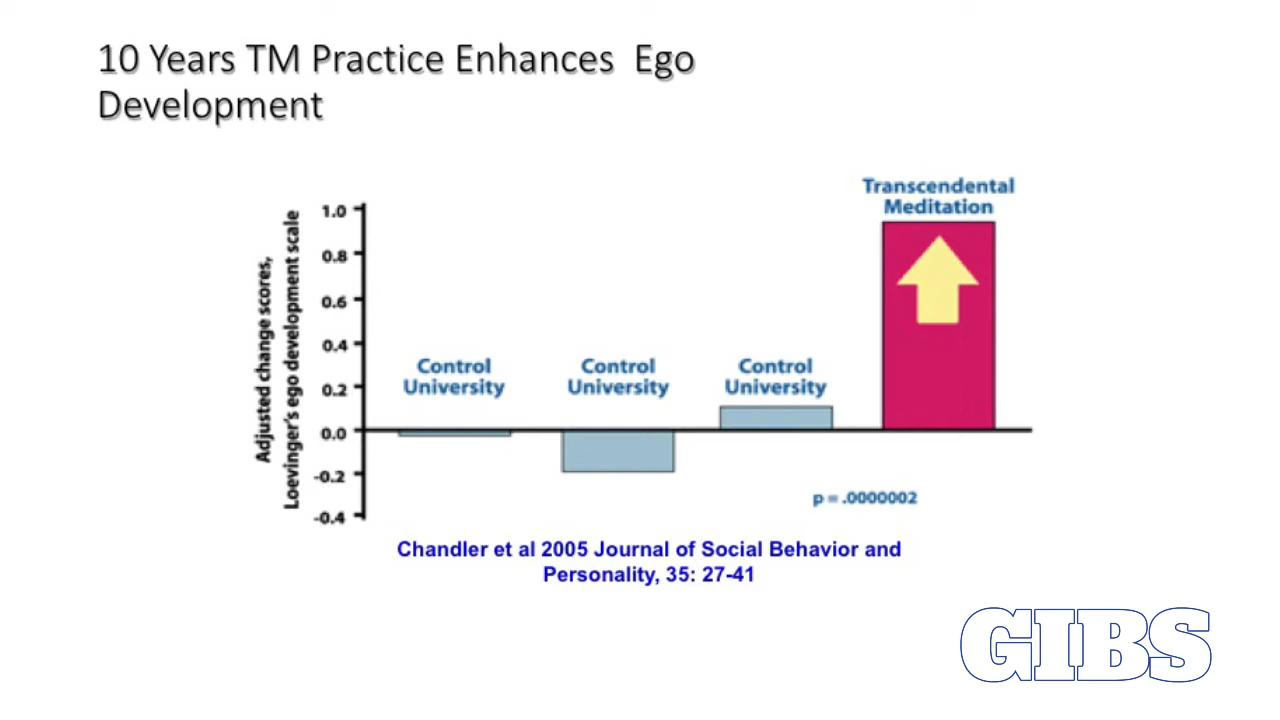 10 Years TM Practice Enhances  Ego
Development
Transcendental
Meditation
Adjusted change scores,
Loevinger's ego development scale
1.0
0.8
0.6
0.4
0.2
0.0
-0.2
-0.4
Control
University
Control
University
Control
University
p = .0000002
Chandler et al 2005 Journal of Social Behavior and
Personality, 35: 27-41
GIBS